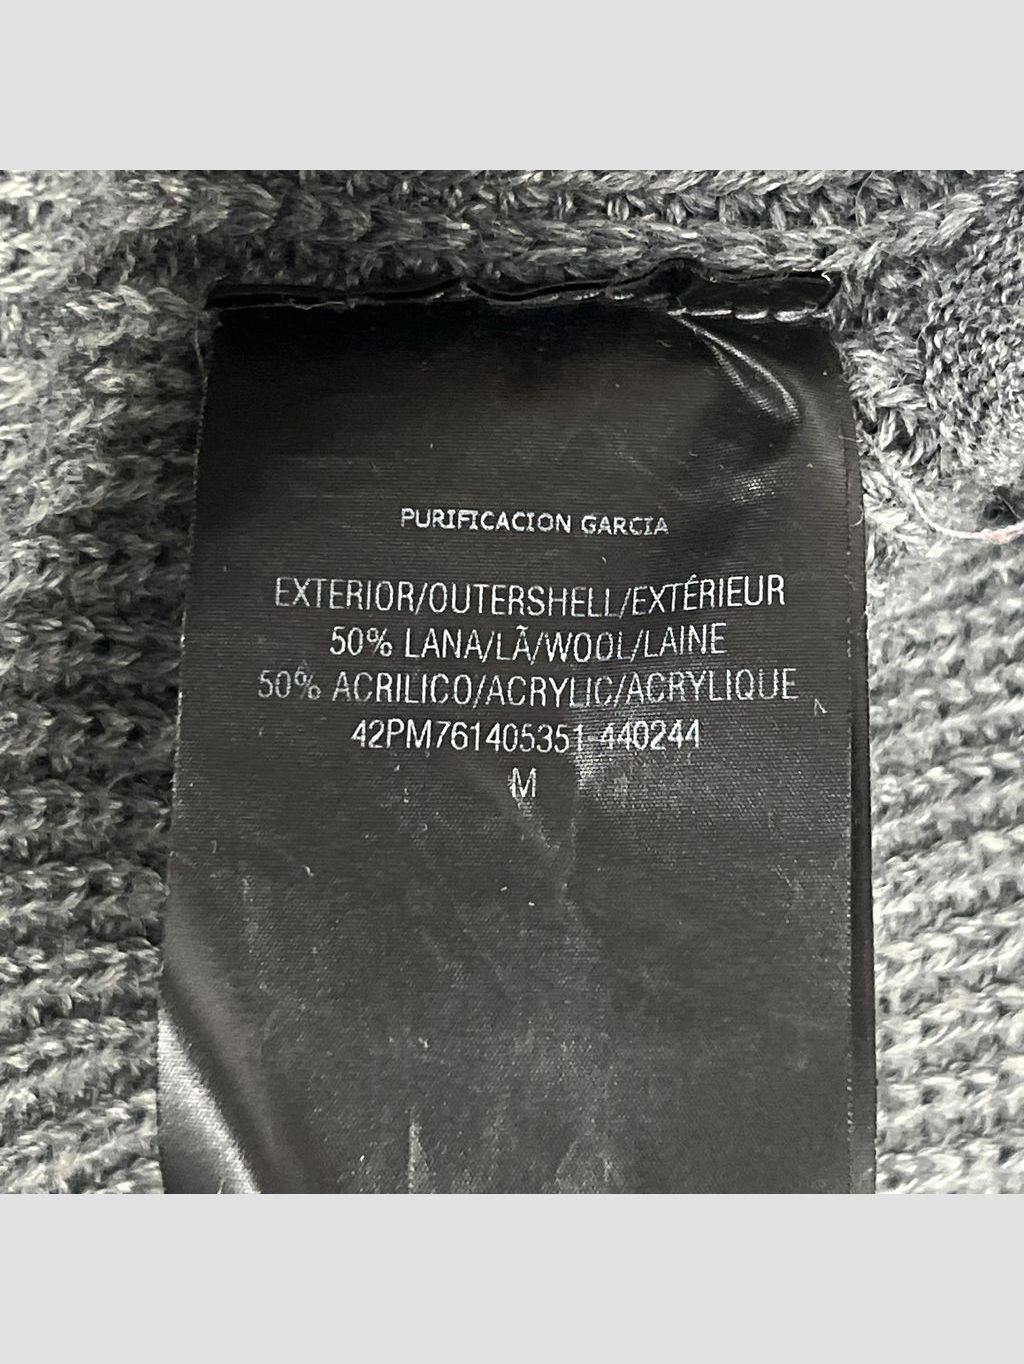 PURIFICACION GARCIA
EXTERIOR/OUTERSHELL/EXTÉRIEUR
50% LANA/LÃ/WOOL/LAINE
50% ACRILICO/ACRYLIC/ACRYLIQUE
42PM761405351-440244
M